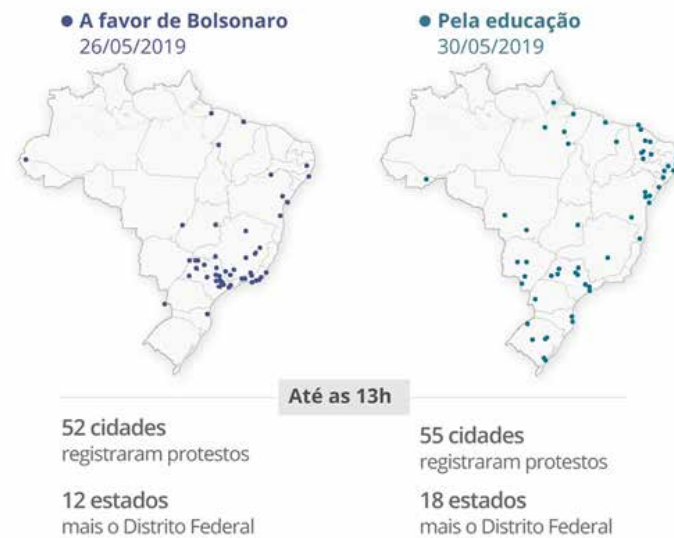 A favor de Bolsonaro
26/05/2019
Pela educação
30/05/2019
Até as 13h
52 cidades
registraram protestos
12 estados
mais o Distrito Federal
55 cidades
registraram protestos
18 estados
mais o Distrito Federal